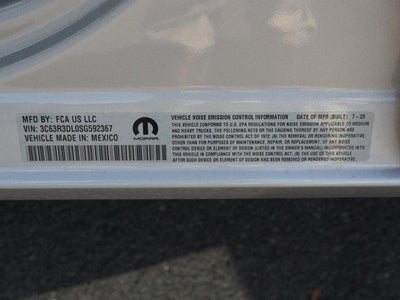 MFD BY: FCA US LLC
VIN: 3C63R3DL0SG592367
VEHICLE MADE IN: MEXICO
MOPAR
VEHICLE NOISE EMISSION CONTROL INFORMATION DATE OF MFR (BUILT): 7 - 25
THIS VEHICLE CONFORMS TO U.S. EPA REGULATIONS FOR NOISE EMISSION APPLICABLE TO MEDIUM
AND HEAVY TRUCKS. THE FOLLOWING ACTS OR THE CAUSING THEREOF BY ANY PERSON ARE
PROHIBITED BY THE NOISE CONTROL ACT OF 1972: (A) THE REMOVAL OR RENDERING INOPERATIVE,
OTHER THAN FOR PURPOSES OF MAINTENANCE, REPAIR, OR REPLACEMENT, OF ANY NOISE
CONTROL DEVICE OR ELEMENT OF DESIGN (LISTED IN THE OWNER'S MANUAL) INCORPORATED INTO
THIS VEHICLE IN COMPLIANCE WITH THE NOISE CONTROL ACT; (B) THE USE OF THIS VEHICLE
AFTER SUCH DEVICE OR ELEMENT OF DESIGN HAS BEEN REMOVED OR RENDERED INOPERATIVE.